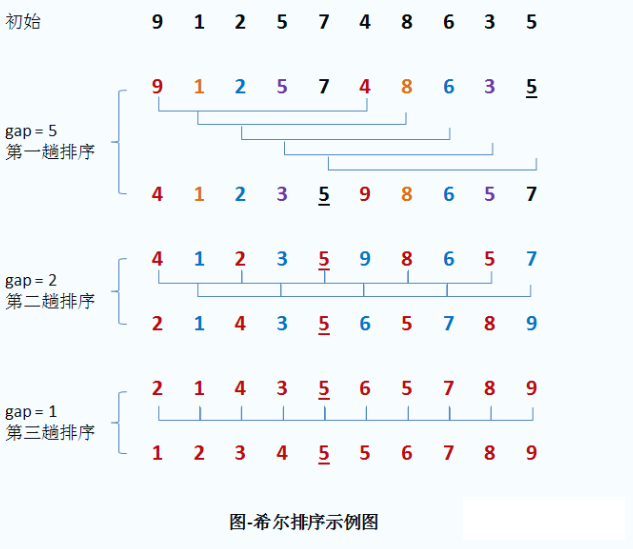 初始 9 1 2 5 7 4 8 6 3 5
9 1 2 5 7 4 8 6 3 5
gap = 5
第一趟排序
4 1 2 3 5 9 8 6 5 7
4 1 2 3 5 9 8 6 5 7
gap = 2
第二趟排序
2 1 4 3 5 6 5 7 8 9
2 1 4 3 5 6 5 7 8 9
gap = 1
第三趟排序
1 2 3 4 5 5 6 7 8 9
图-希尔排序示例图